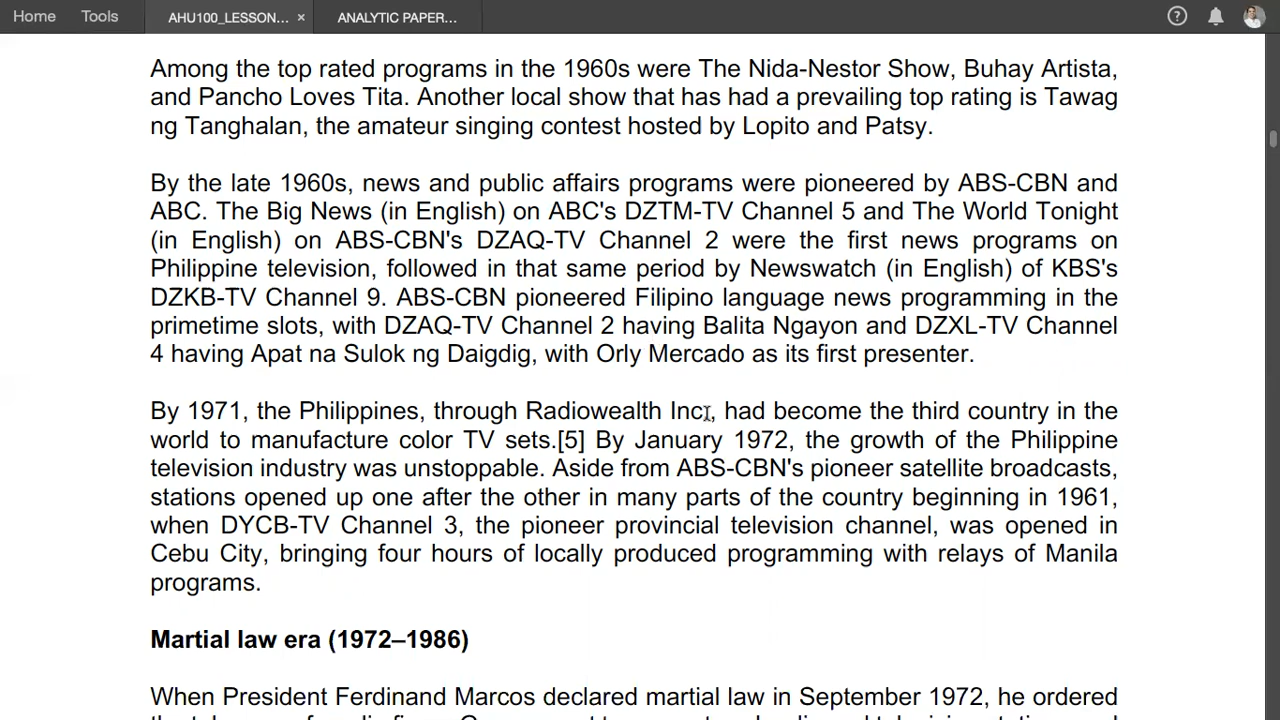 Home Tools AHU100_LESSON... × ANALYTIC PAPER...
Among the top rated programs in the 1960s were The Nida-Nestor Show, Buhay Artista,
and Pancho Loves Tita. Another local show that has had a prevailing top rating is Tawag
ng Tanghalan, the amateur singing contest hosted by Lopito and Patsy.
By the late 1960s, news and public affairs programs were pioneered by ABS-CBN and
ABC. The Big News (in English) on ABC's DZTM-TV Channel 5 and The World Tonight
(in English) on ABS-CBN's DZAQ-TV Channel 2 were the first news programs on
Philippine television, followed in that same period by Newswatch (in English) of KBS's
DZKB-TV Channel 9. ABS-CBN pioneered Filipino language news programming in the
primetime slots, with DZAQ-TV Channel 2 having Balita Ngayon and DZXL-TV Channel
4 having Apat na Sulok ng Daigdig, with Orly Mercado as its first presenter.
By 1971, the Philippines, through Radiowealth Inc., had become the third country in the
world to manufacture color TV sets.[5] By January 1972, the growth of the Philippine
television industry was unstoppable. Aside from ABS-CBN's pioneer satellite broadcasts,
stations opened up one after the other in many parts of the country beginning in 1961,
when DYCB-TV Channel 3, the pioneer provincial television channel, was opened in
Cebu City, bringing four hours of locally produced programming with relays of Manila
programs.
Martial law era (1972–1986)
When President Ferdinand Marcos declared martial law in September 1972, he ordered